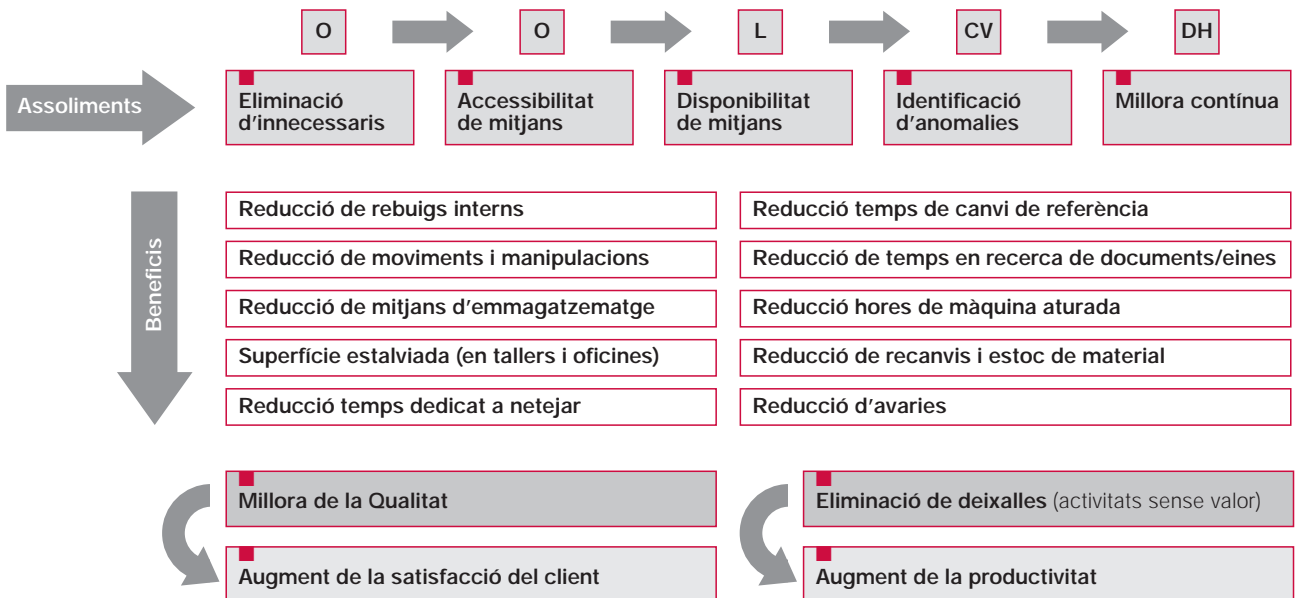 O
O
L
CV
DH
Assoliments
Eliminació
d'innecessaris
Accessibilitat
de mitjans
Disponibilitat
de mitjans
Identificació
d'anomalies
Millora contínua
Beneficis
Reducció de rebuigs interns
Reducció temps de canvi de referència
Reducció de moviments i manipulacions
Reducció de temps en recerca de documents/eines
Reducció de mitjans d'emmagatzematge
Reducció hores de màquina aturada
Superfície estalviada (en tallers i oficines)
Reducció de recanvis i estoc de material
Reducció temps dedicat a netejar
Reducció d'avaries
Millora de la Qualitat
Eliminació de deixalles (activitats sense valor)
Augment de la satisfacció del client
Augment de la productivitat